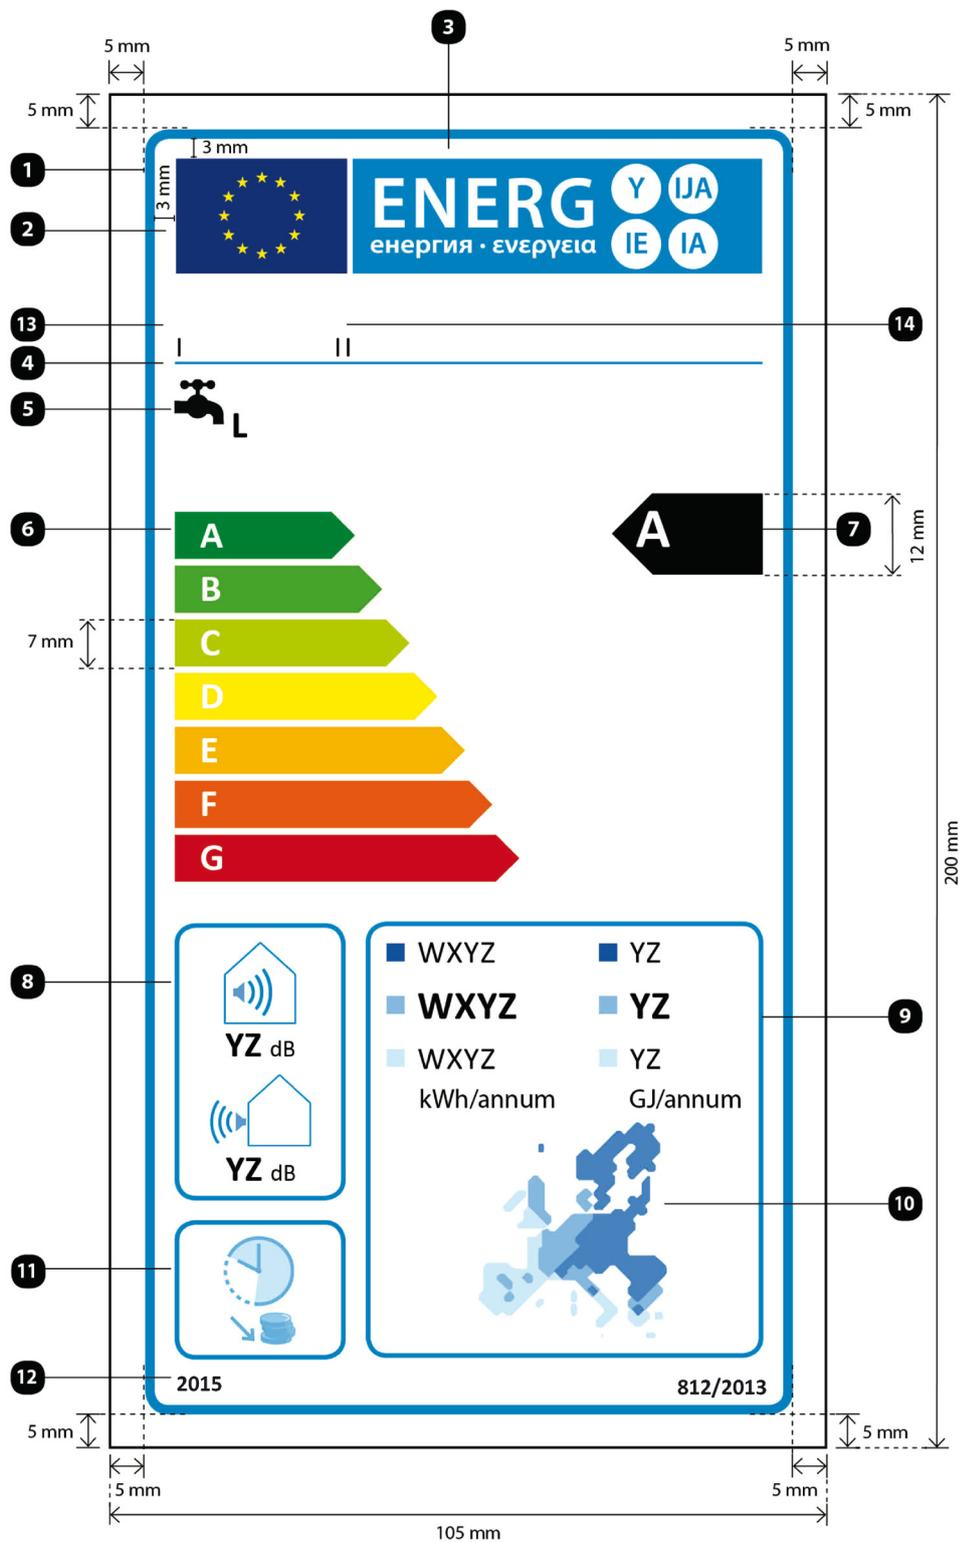 3
5 mm
5 mm
5 mm
5 mm
3 mm
1
3 mm
2
ENERG
енергия · ενεργεια
Y
IJA
IE
IA
13
14
I
II
4
5
L
6
A
A
7
12 mm
B
7 mm
C
D
E
F
G
200 mm
8
YZ dB
YZ dB
WXYZ
YZ
WXYZ
YZ
WXYZ
YZ
kWh/annum
GJ/annum
9
10
11
12
2015
812/2013
5 mm
5 mm
5 mm
5 mm
105 mm